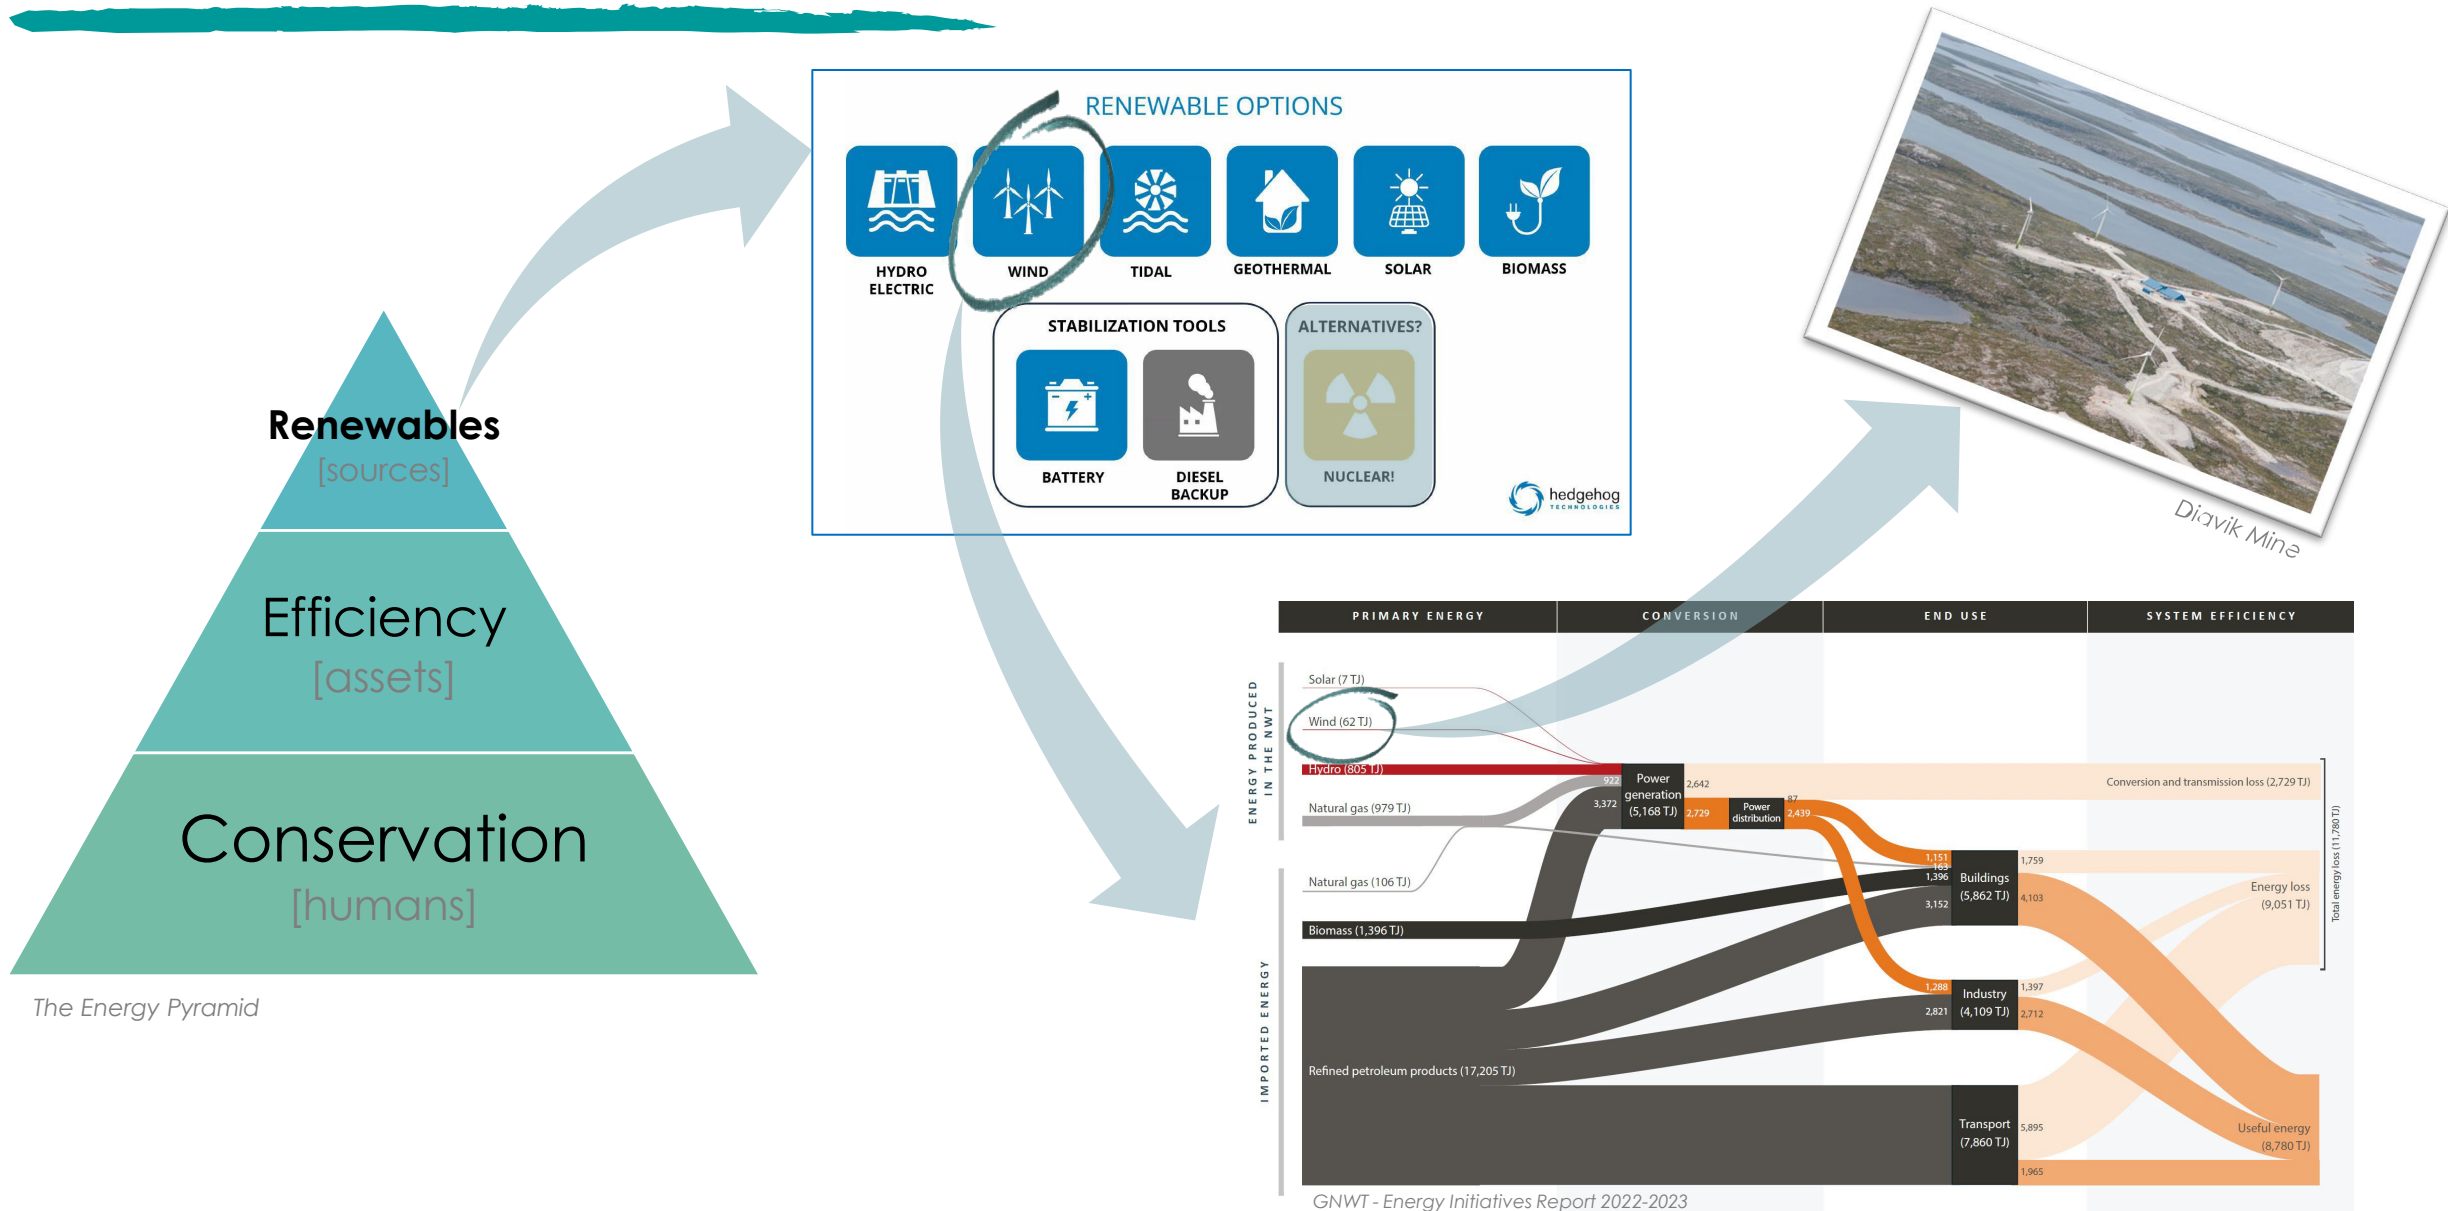 Renewables
[sources]
Efficiency
[assets]
Conservation
[humans]
The Energy Pyramid
RENEWABLE OPTIONS
HYDRO
ELECTRIC
WIND
TIDAL
GEOTHERMAL
SOLAR
BIOMASS
STABILIZATION TOOLS
BATTERY
DIESEL
BACKUP
ALTERNATIVES?
NUCLEAR!
hedgehog
TECHNOLOGIES
Diavik Mine
PRIMARY ENERGY
CONVERSION
END USE
SYSTEM EFFICIENCY
ENERGY PRODUCED
IN THE NWT
Solar (7 TJ)
Wind (62 TJ)
Hydro (805 TJ)
Natural gas (979 TJ)
IMPORTED ENERGY
Natural gas (106 TJ)
Biomass (1,396 TJ)
Refined petroleum products (17,205 TJ)
922
3,372
Power
generation
(5,168 TJ)
2,642
2,729
Power
distribution
87
2,439
1,151
163
1,396
3,152
Buildings
(5,862 TJ)
1,759
4,103
1,288
2,821
Industry
(4,109 TJ)
1,397
2,712
Transport
(7,860 TJ)
5,895
1,965
Conversion and transmission loss (2,729 TJ)
Energy loss
(9,051 TJ)
Total energy loss (11,780 TJ)
Useful energy
(8,780 TJ)
GNWT - Energy Initiatives Report 2022-2023